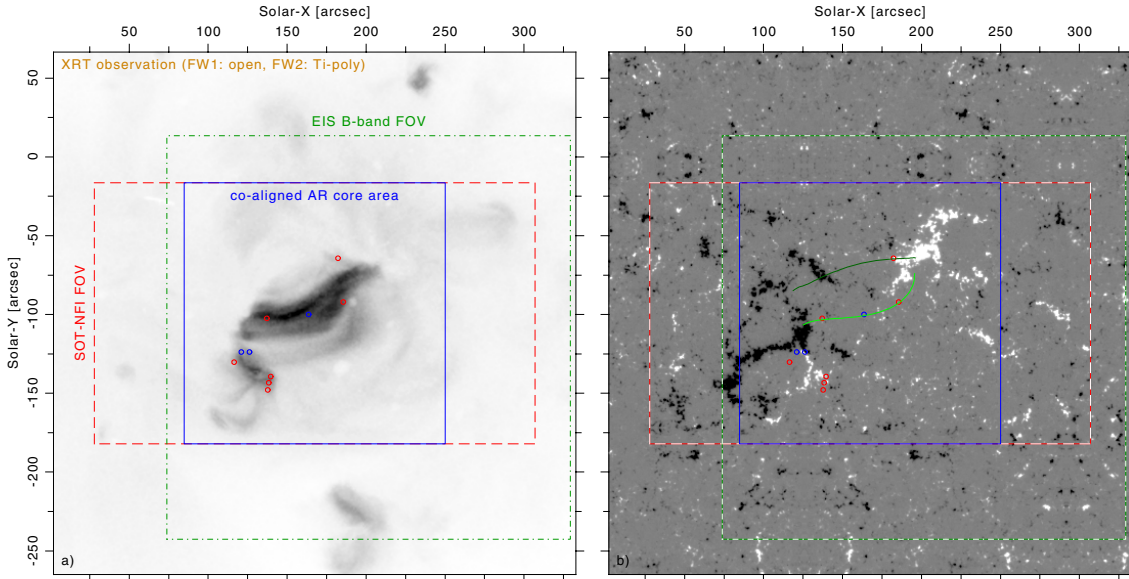 Solar-X [arcsec]
Solar-X [arcsec]
50 100 150 200 250 300
50 100 150 200 250 300
XRT observation (FW1: open, FW2: Ti-poly)
EIS B-band FOV
co-aligned AR core area
SOT-NFI FOV
Solar-Y [arcsec]
50
0
-50
-100
-150
-200
-250
a)
b)